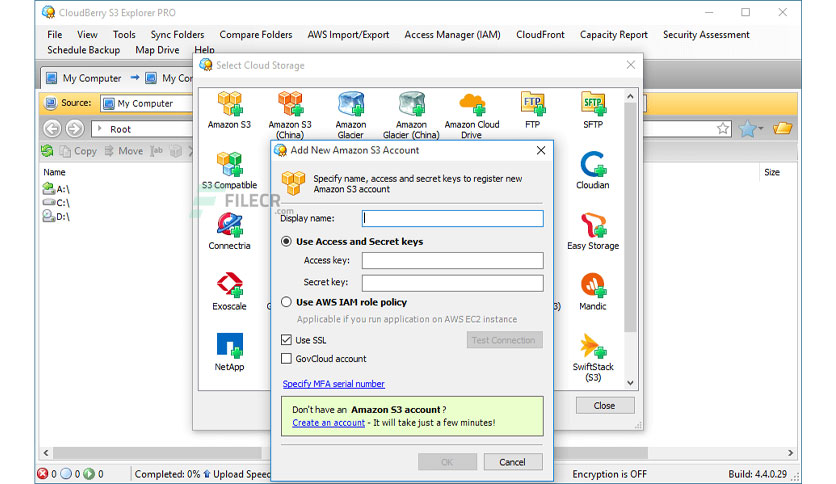 CloudBerry S3 Explorer PRO
File View Tools Sync Folders Compare Folders AWS Import/Export Access Manager (IAM) CloudFront Capacity Report Security Assessment
Schedule Backup Map Drive Help
Select Cloud Storage
My Computer My Cor
Source: My Computer
Root
Copy Move
Name Size
A:\
C:\
D:\
Amazon S3 Amazon S3 (China) Amazon Glacier Amazon Glacier (China) Amazon Cloud Drive FTP SFTP
S3 Compatible Cloudian
FILECR
.com
Connectria Easy Storage
Exoscale Mandic
NetApp SwiftStack (S3)
Close
Add New Amazon S3 Account
Specify name, access and secret keys to register new
Amazon S3 account
Display name:
Use Access and Secret keys
Access key:
Secret key:
Use AWS IAM role policy
Applicable if you run application on AWS EC2 instance
Use SSL Test Connection
GovCloud account
Specify MFA serial number
Don't have an Amazon S3 account ?
Create an account - It will take just a few minutes!
OK Cancel
0 0 0 Completed: 0% Upload Speed Encryption is OFF Build: 4.4.0.29